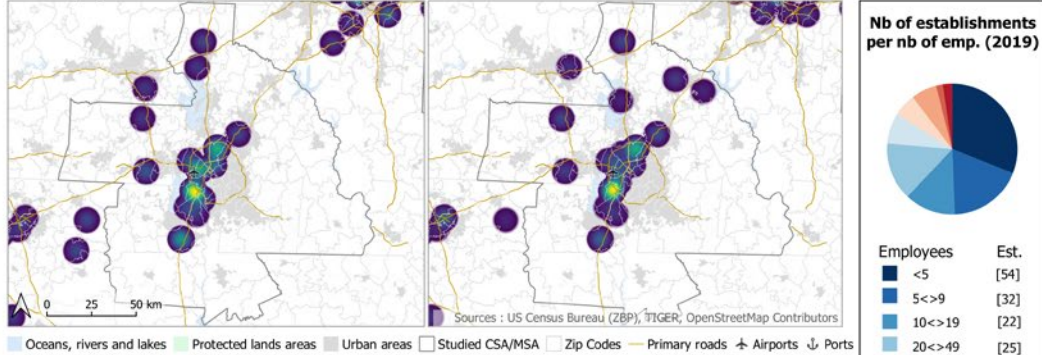 Nb of establishments
per nb of emp. (2019)
0 25 50 km
Sources : US Census Bureau (ZBP), TIGER, OpenStreetMap Contributors
Employees Est.
<5 [54]
5<>9 [32]
10<>19 [22]
20<>49 [25]
Oceans, rivers and lakes Protected lands areas Urban areas Studied CSA/MSA Zip Codes Primary roads Airports Ports